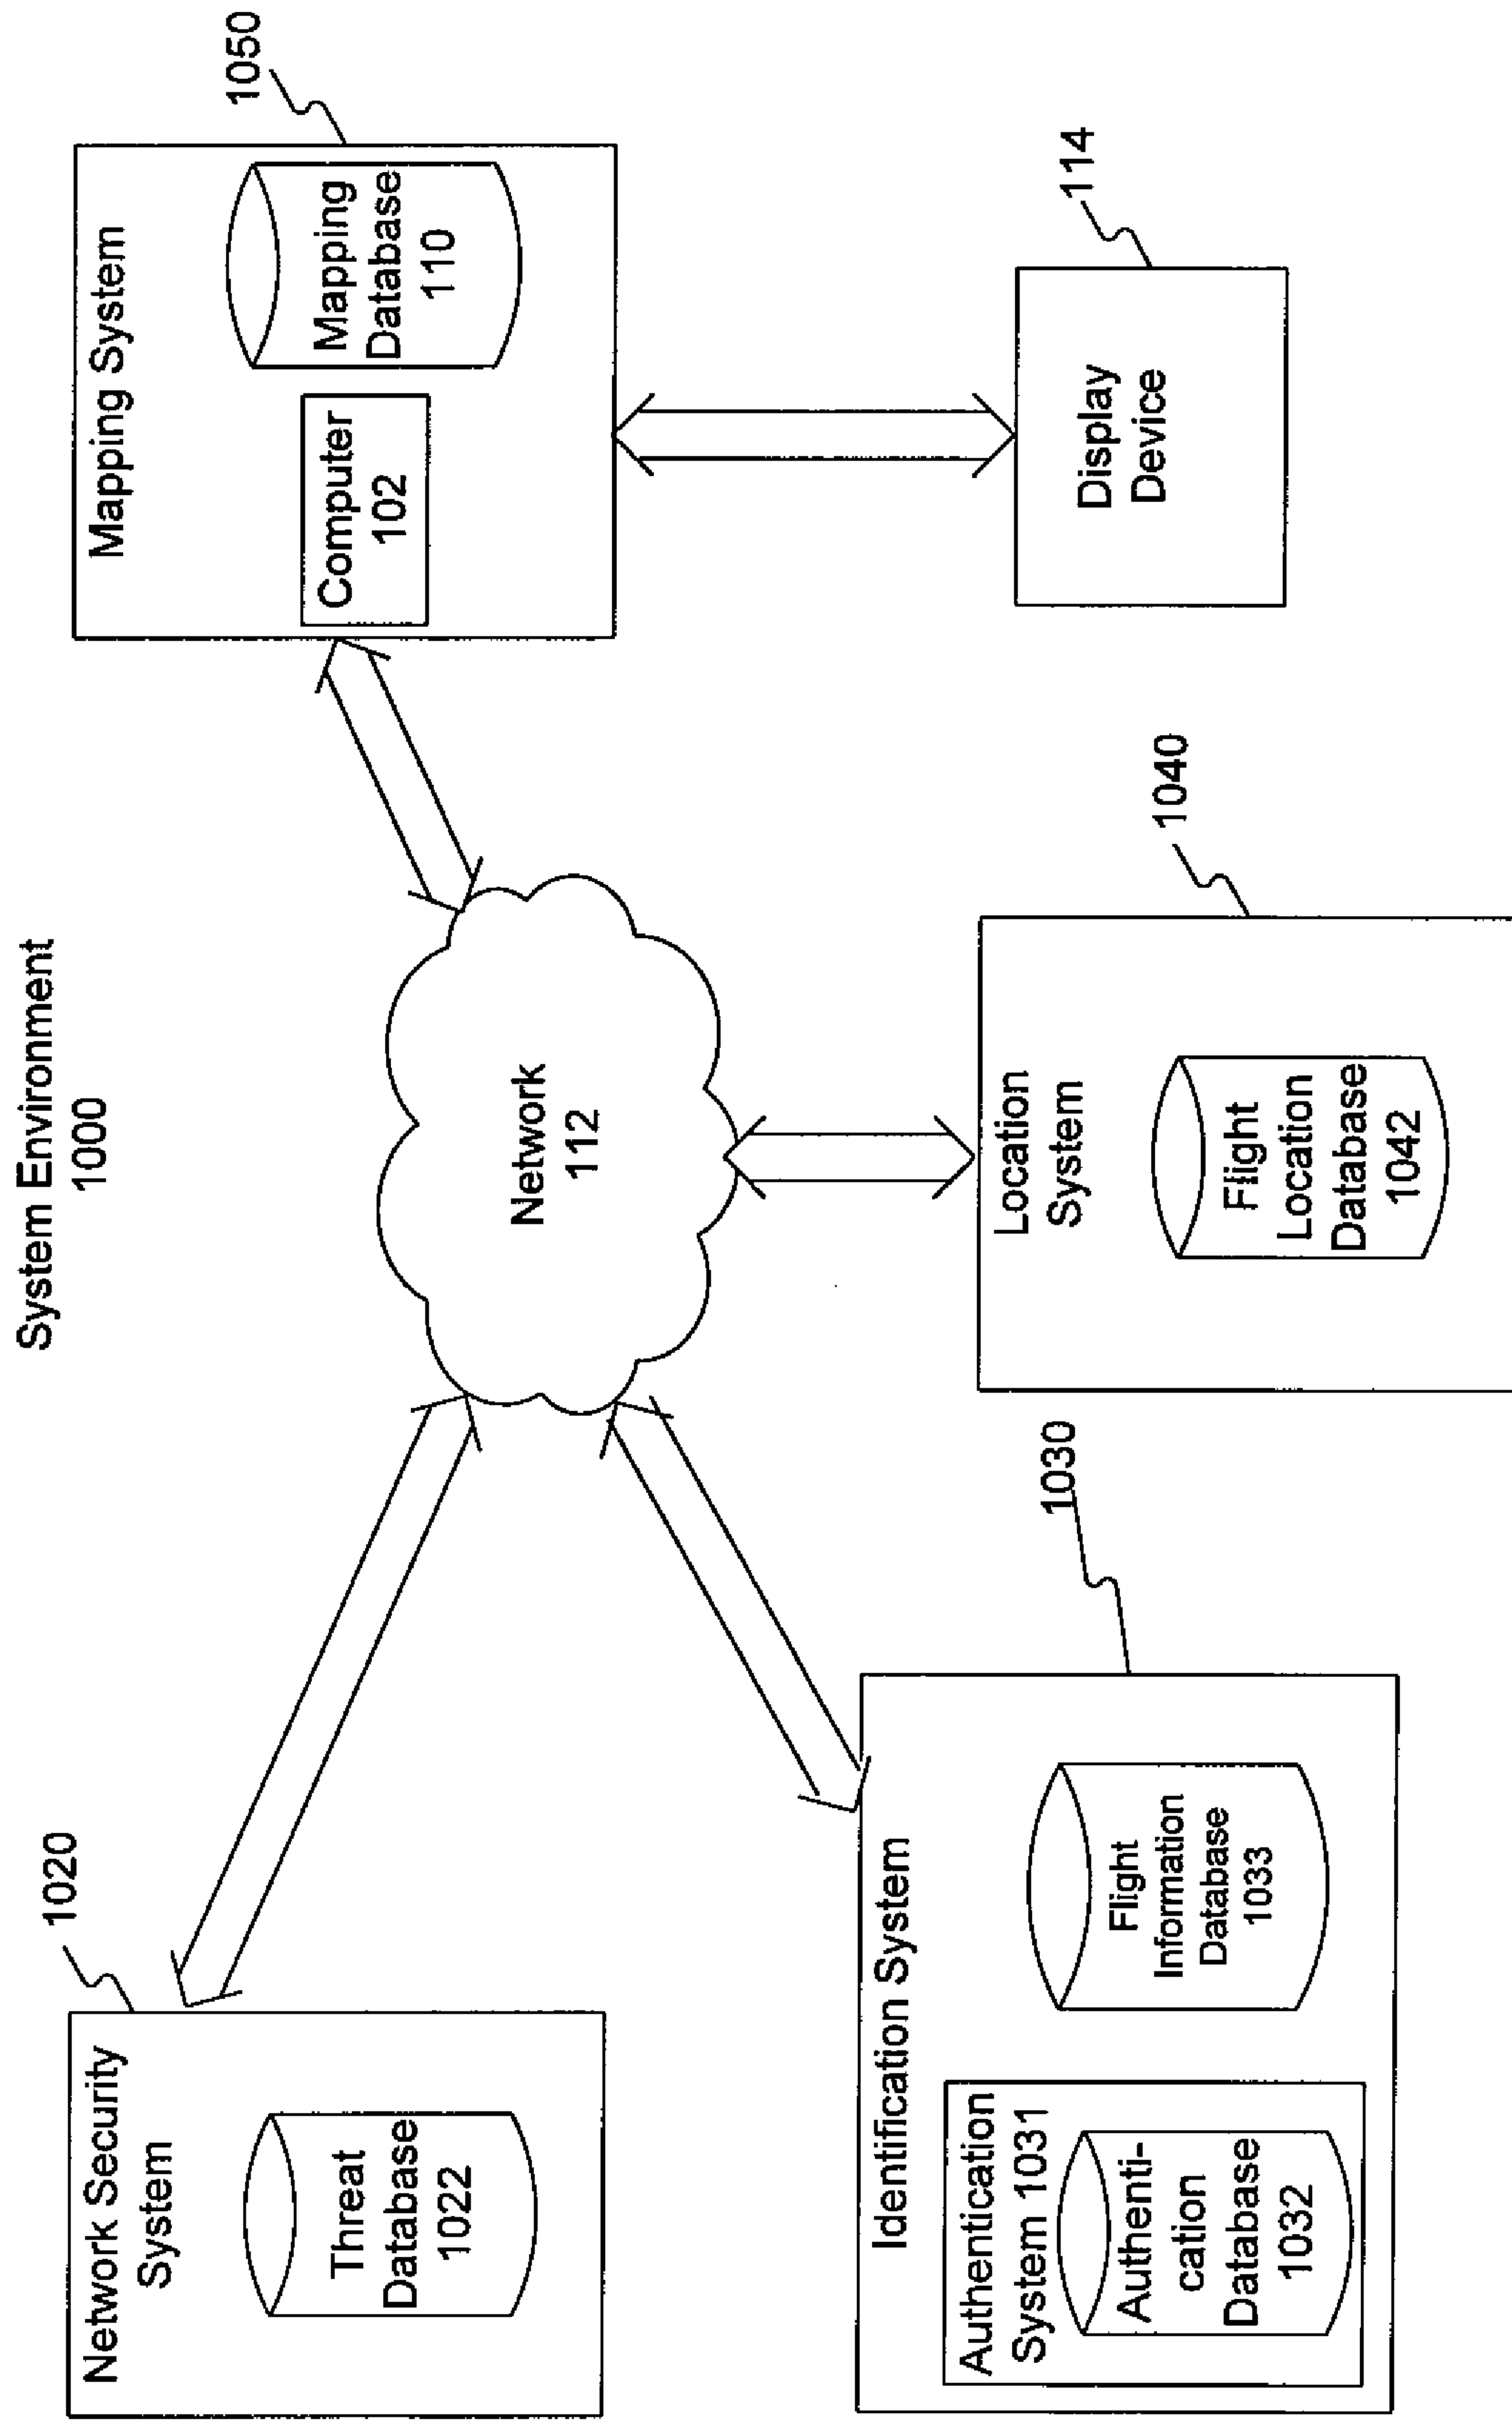 System Environment
1000
1020
Network Security
System
Threat
Database
1022
Network
112
1050
Mapping System
Computer
102
Mapping
Database
110
1030
Identification System
Authentication
System 1031
Authenti-
cation
Database
1032
Flight
Information
Database
1033
1040
Location
System
Flight
Location
Database
1042
114
Display
Device